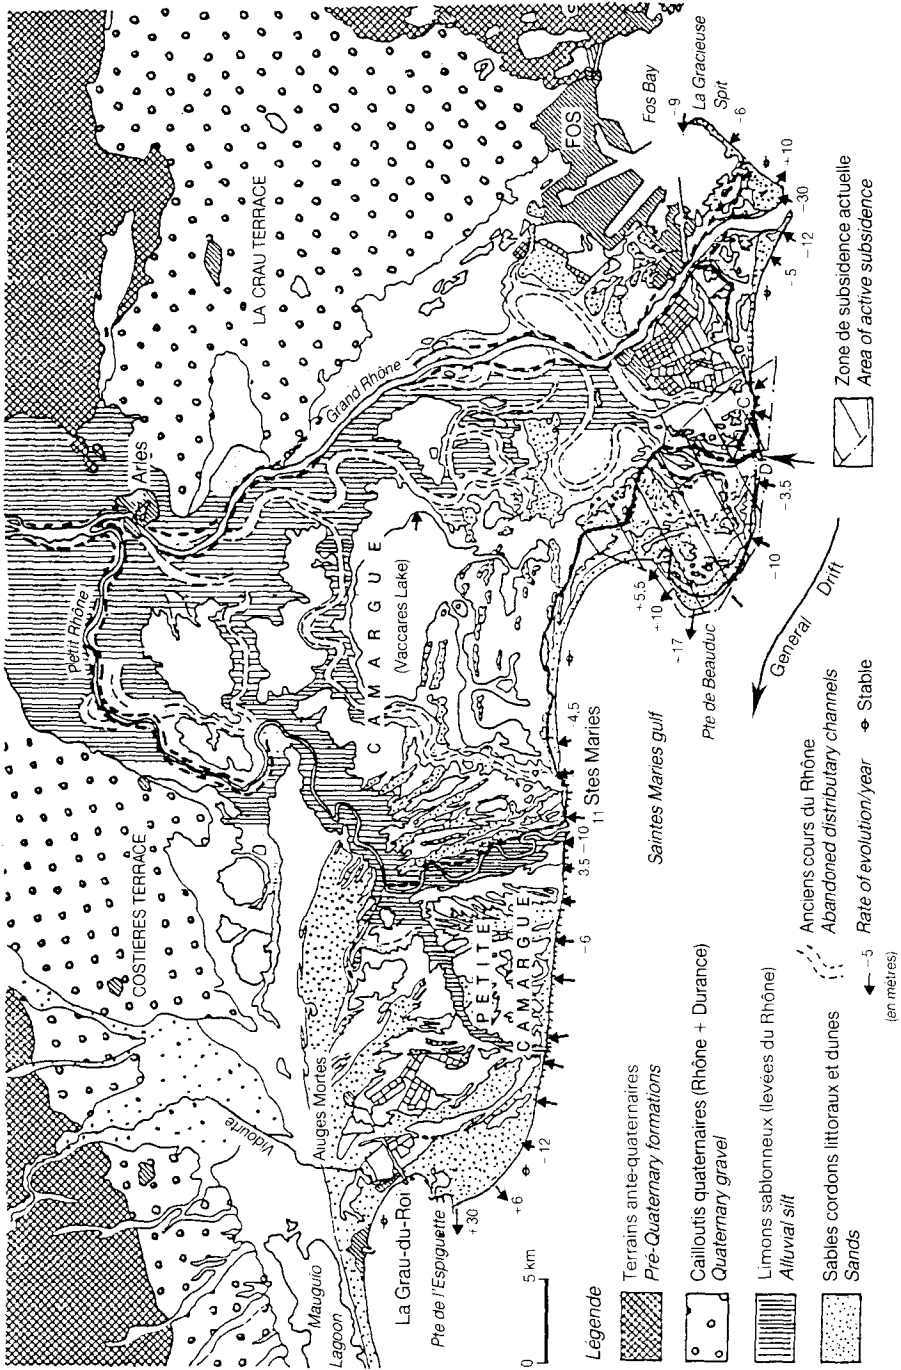 COSTIERES TERRACE
Petit Rhône
Arles
LA CRAU TERRACE
Grand Rhône
Vidourle
Mauguio
Lagoon
Aigues Mortes
La Grau-du-Roi
Pte de l'Espiguette
PETITE
CAMARGUE
CAMARGUE
(Vaccares Lake)
FOS
Fos Bay
La Gracieuse
Spit
Stes Maries
Saintes Maries gulf
Pte de Beauduc
General Drift
+30
+6
-12
-6
3.5
-10
11
-4.5
-17
+10
+5.5
-10
-3.5
D
C
-5
-12
-30
+10
-6
-9
0
5 km
Légende
Terrains ante-quaternaires
Pré-Quaternary formations
Cailloutis quaternaires (Rhône + Durance)
Quaternary gravel
Limons sablonneux (levées du Rhône)
Alluvial silt
Sables cordons littoraux et dunes
Sands
Anciens cours du Rhône
Abandoned distributary channels
-5 Rate of evolution/year
Stable
(en mètres)
Zone de subsidence actuelle
Area of active subsidence